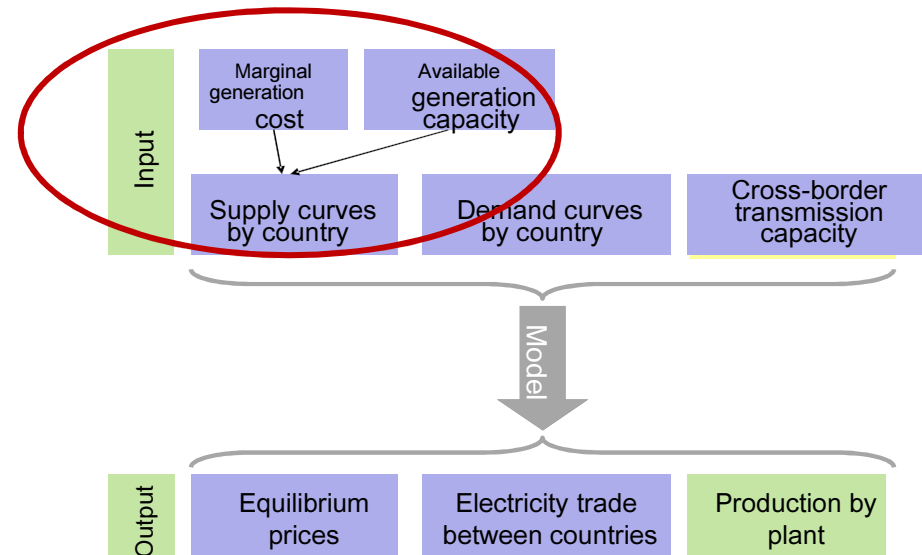 Input
Marginal
generation
cost
Available
generation
capacity
Supply curves
by country
Demand curves
by country
Cross-border
transmission
capacity
Model
Output
Equilibrium
prices
Electricity trade
between countries
Production by
plant